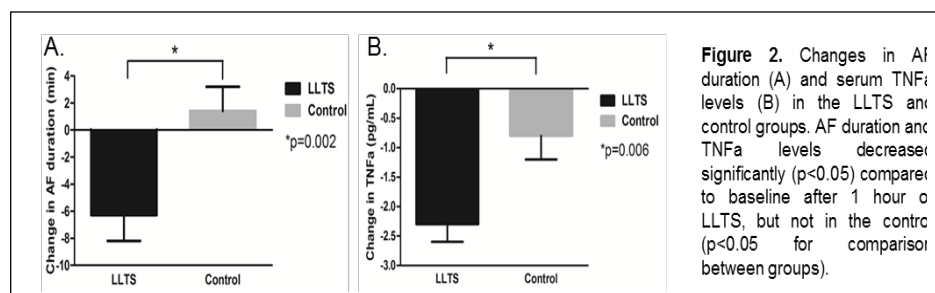 A.
*
Change in AF duration (min)
4
2
0
-2
-4
-6
-8
-10
LLTS
Control
*p=0.002
LLTS
Control
B.
*
Change in TNFa (pg/mL)
0.0
-0.5
-1.0
-1.5
-2.0
-2.5
-3.0
LLTS
Control
*p=0.006
LLTS
Control
Figure 2. Changes in AF
duration (A) and serum TNFa
levels (B) in the LLTS and
control groups. AF duration and
TNFa levels decreased
significantly (p<0.05) compared
to baseline after 1 hour o
LLTS, but not in the contro
(p<0.05 for comparison
between groups).